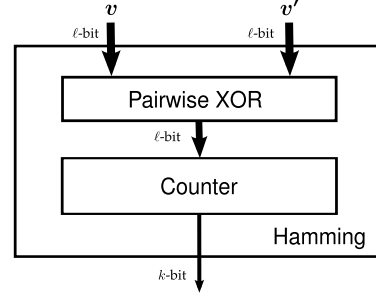 v v′
ℓ-bit ℓ-bit
Pairwise XOR
ℓ-bit
Counter
Hamming
k-bit